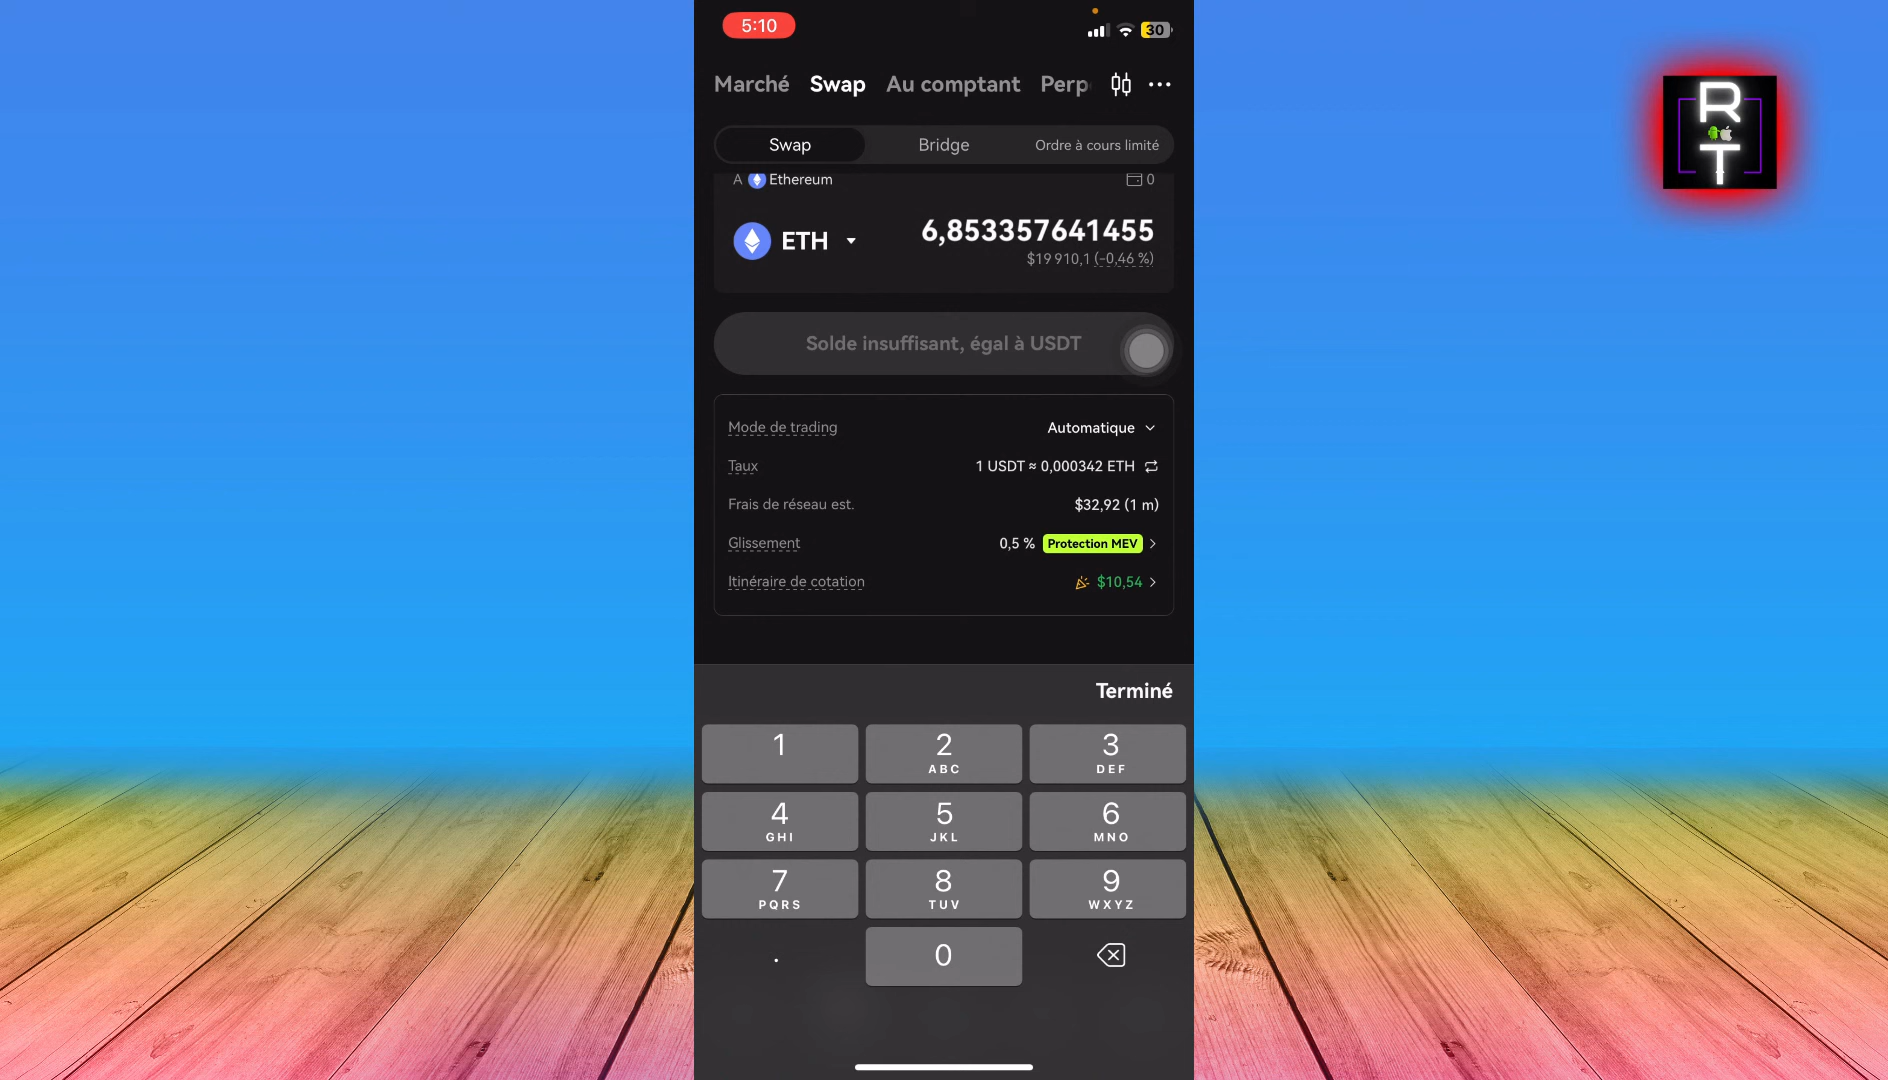 5:10
30
Marché Swap Au comptant Perp
Swap Bridge Ordre à cours limité
A Ethereum 0
ETH 6,853357641455
$19 910,1 (-0,46 %)
Solde insuffisant, égal à USDT
Mode de trading Automatique
Taux 1 USDT ≈ 0,000342 ETH
Frais de réseau est. $32,92 (1 m)
Glissement 0,5 % Protection MEV
Itinéraire de cotation $10,54
Terminé
1 2 3
ABC DEF
4 5 6
GHI JKL MNO
7 8 9
PQRS TUV WXYZ
. 0
R
T